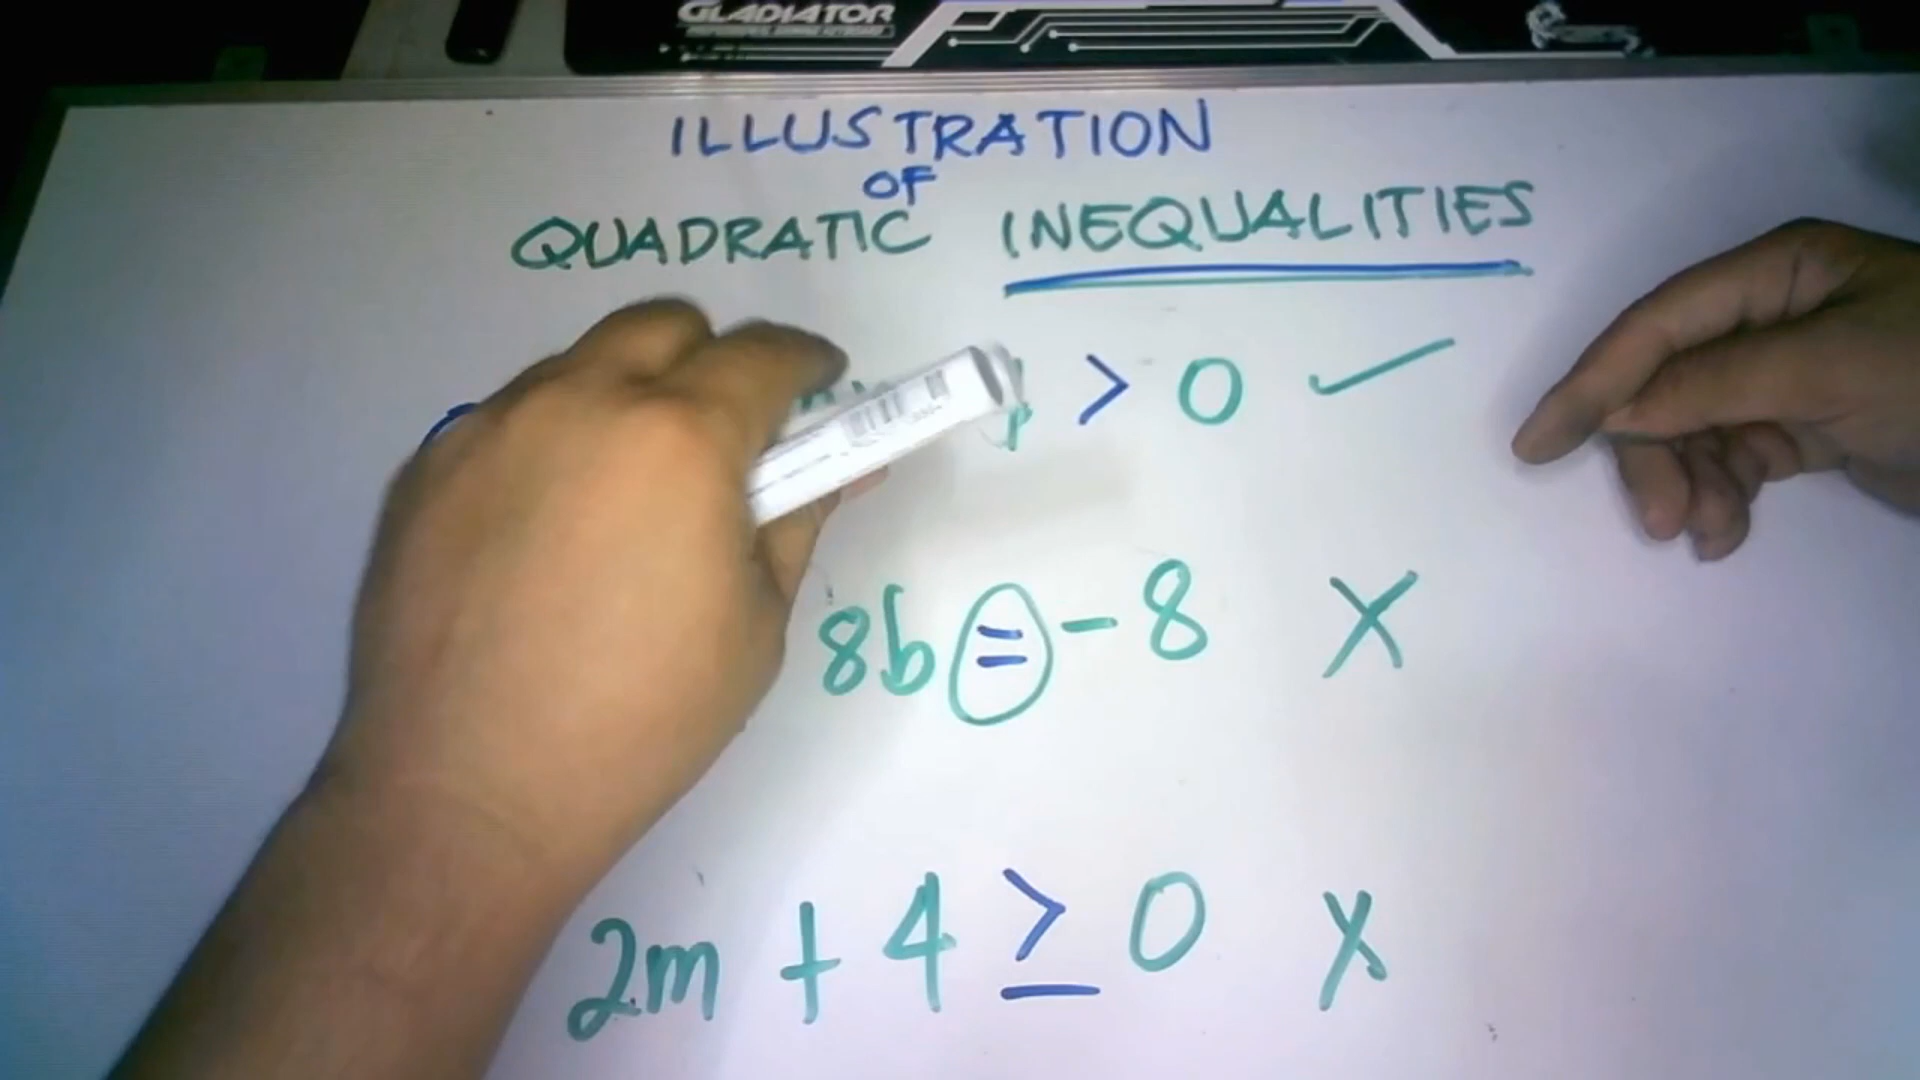 GLADIATOR
ILLUSTRATION
OF
QUADRATIC INEQUALITIES
> 0 ✓
8b = - 8 X
2m + 4 ≥ 0 X